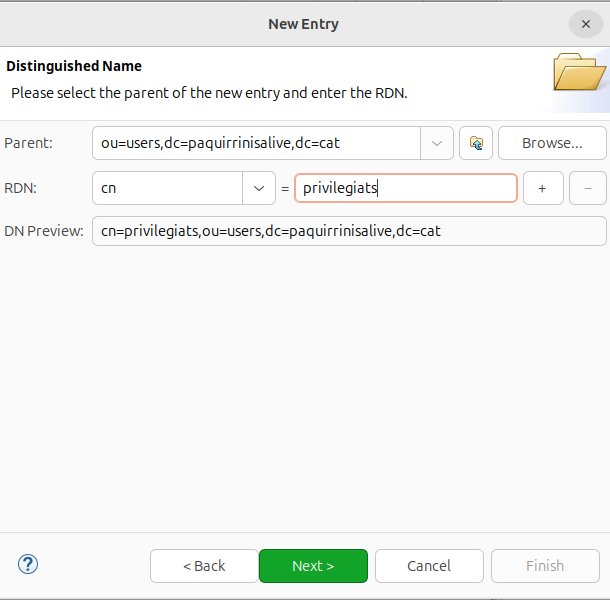 New Entry
Distinguished Name
Please select the parent of the new entry and enter the RDN.
Parent: ou=users,dc=paquirrinisalive,dc=cat Browse...
RDN: cn = privilegiats + −
DN Preview: cn=privilegiats,ou=users,dc=paquirrinisalive,dc=cat
? < Back Next > Cancel Finish